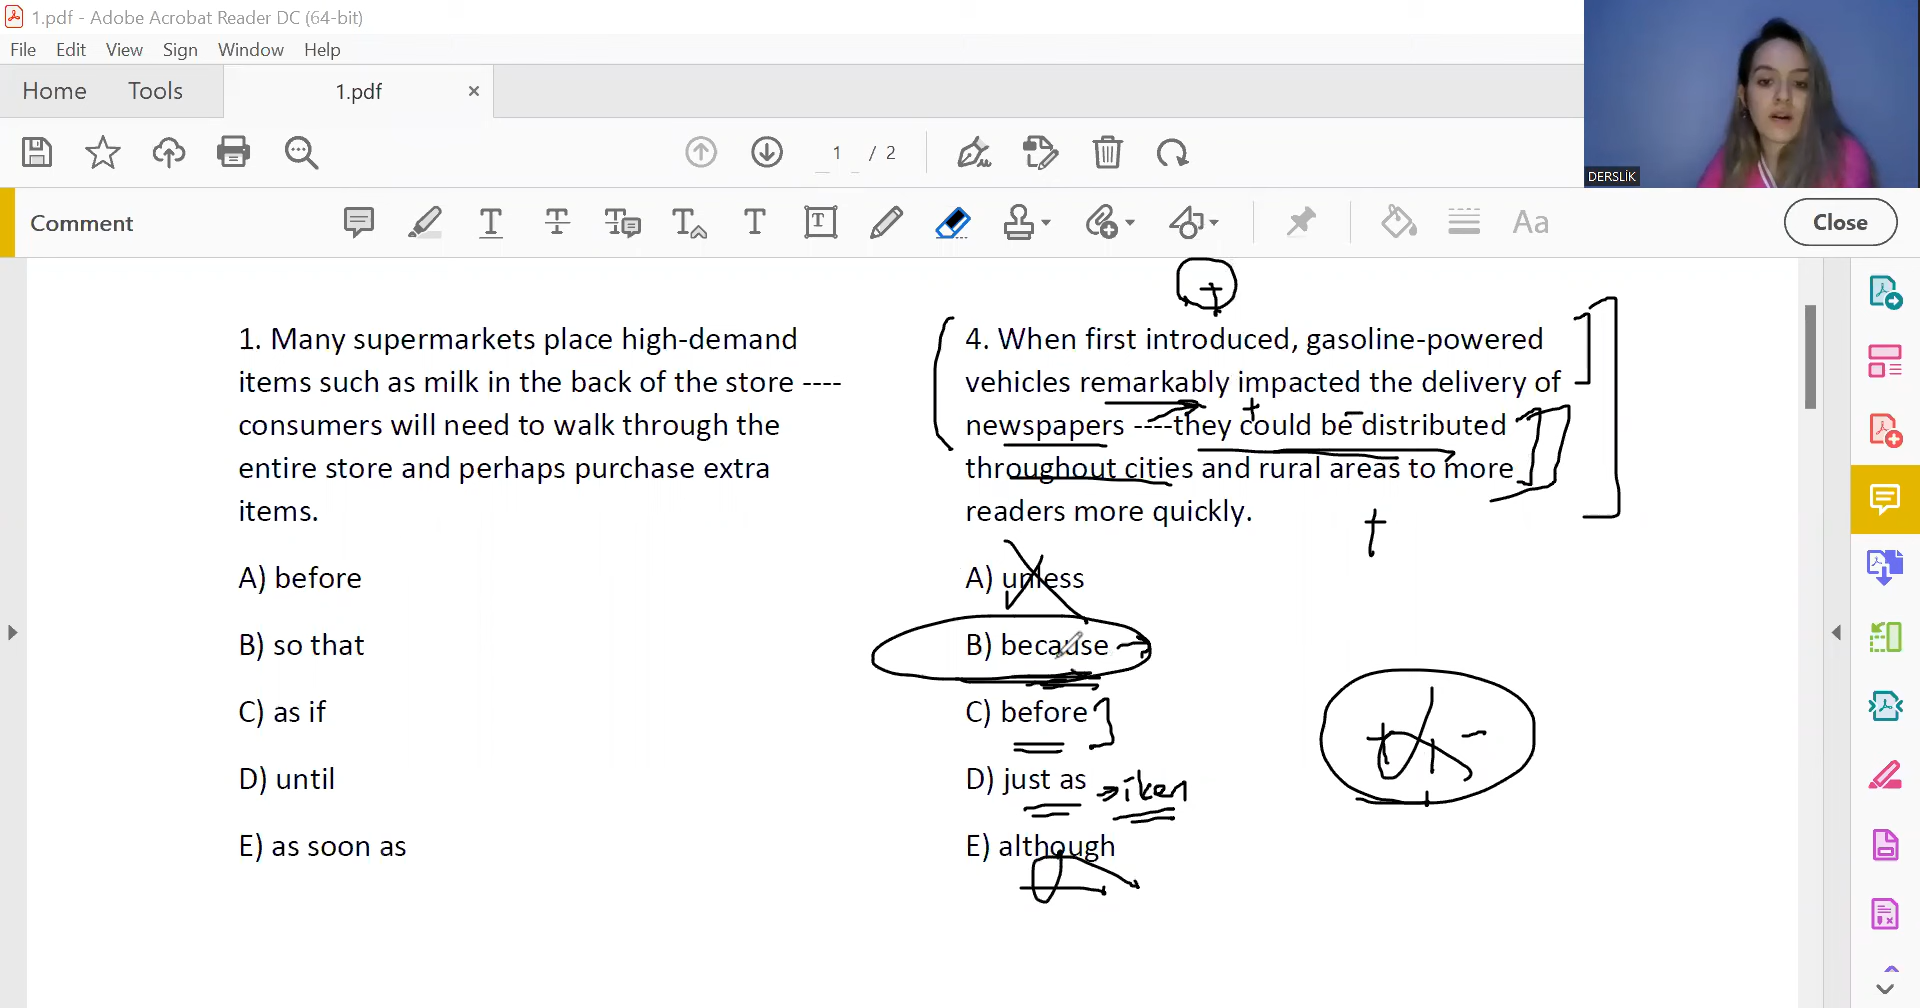 1.pdf - Adobe Acrobat Reader DC (64-bit)
File Edit View Sign Window Help
Home Tools 1.pdf ×
1 / 2
DERSLİK
Comment
Aa
Close
1. Many supermarkets place high-demand
items such as milk in the back of the store ----
consumers will need to walk through the
entire store and perhaps purchase extra
items.
A) before
B) so that
C) as if
D) until
E) as soon as
4. When first introduced, gasoline-powered
vehicles remarkably impacted the delivery of
newspapers ----they could be distributed
throughout cities and rural areas to more
readers more quickly.
A) unless
B) because
C) before
D) just as
iken
E) although